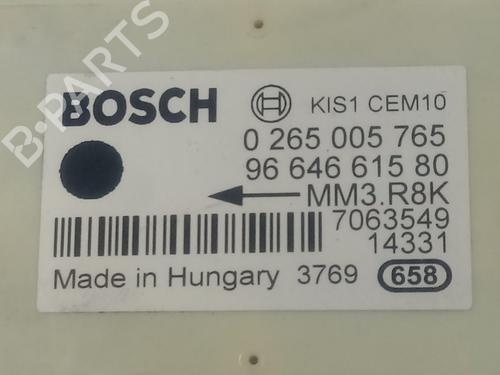 B-PARTS
BOSCH KIS1 CEM10
0 265 005 765
96 646 615 80
MM3.R8K
7063549
14331
Made in Hungary 3769 658